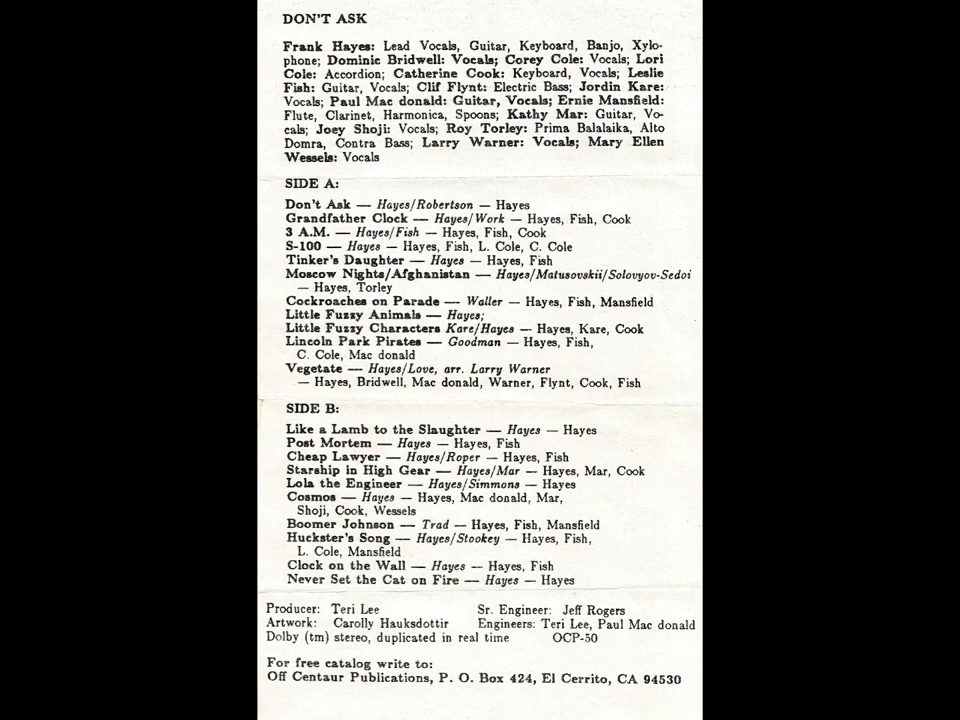 DON'T ASK
Frank Hayes: Lead Vocals, Guitar, Keyboard, Banjo, Xylo-
phone; Dominic Bridwell: Vocals; Corey Cole: Vocals; Lori
Cole: Accordion; Catherine Cook: Keyboard, Vocals; Leslie
Fish: Guitar, Vocals; Clif Flynt: Electric Bass; Jordin Kare:
Vocals; Paul Mac donald: Guitar, Vocals; Ernie Mansfield:
Flute, Clarinet, Harmonica, Spoons; Kathy Mar: Guitar, Vo-
cals; Joey Shoji: Vocals; Roy Torley: Prima Balalaika, Alto
Domra, Contra Bass; Larry Warner: Vocals; Mary Ellen
Wessels: Vocals
SIDE A:
Don't Ask — Hayes/Robertson — Hayes
Grandfather Clock — Hayes/Work — Hayes, Fish, Cook
3 A.M. — Hayes/Fish — Hayes, Fish, Cook
S-100 — Hayes — Hayes, Fish, L. Cole, C. Cole
Tinker's Daughter — Hayes — Hayes, Fish
Moscow Nights/Afghanistan — Hayes/Matusovskii/Solovyov-Sedoi
— Hayes, Torley
Cockroaches on Parade — Waller — Hayes, Fish, Mansfield
Little Fuzzy Animals — Hayes;
Little Fuzzy Characters Kare/Hayes — Hayes, Kare, Cook
Lincoln Park Pirates — Goodman — Hayes, Fish,
C. Cole, Mac donald
Vegetate — Hayes/Love, arr. Larry Warner
— Hayes, Bridwell, Mac donald, Warner, Flynt, Cook, Fish
SIDE B:
Like a Lamb to the Slaughter — Hayes — Hayes
Post Mortem — Hayes — Hayes, Fish
Cheap Lawyer — Hayes/Roper — Hayes, Fish
Starship in High Gear — Hayes/Mar — Hayes, Mar, Cook
Lola the Engineer — Hayes/Simmons — Hayes
Cosmos — Hayes — Hayes, Mac donald, Mar,
Shoji, Cook, Wessels
Boomer Johnson — Trad — Hayes, Fish, Mansfield
Huckster's Song — Hayes/Stookey — Hayes, Fish,
L. Cole, Mansfield
Clock on the Wall — Hayes — Hayes, Fish
Never Set the Cat on Fire — Hayes — Hayes
Producer: Teri Lee Sr. Engineer: Jeff Rogers
Artwork: Carolly Hauksdottir Engineers: Teri Lee, Paul Mac donald
Dolby (tm) stereo, duplicated in real time OCP-50
For free catalog write to:
Off Centaur Publications, P. O. Box 424, El Cerrito, CA 94530